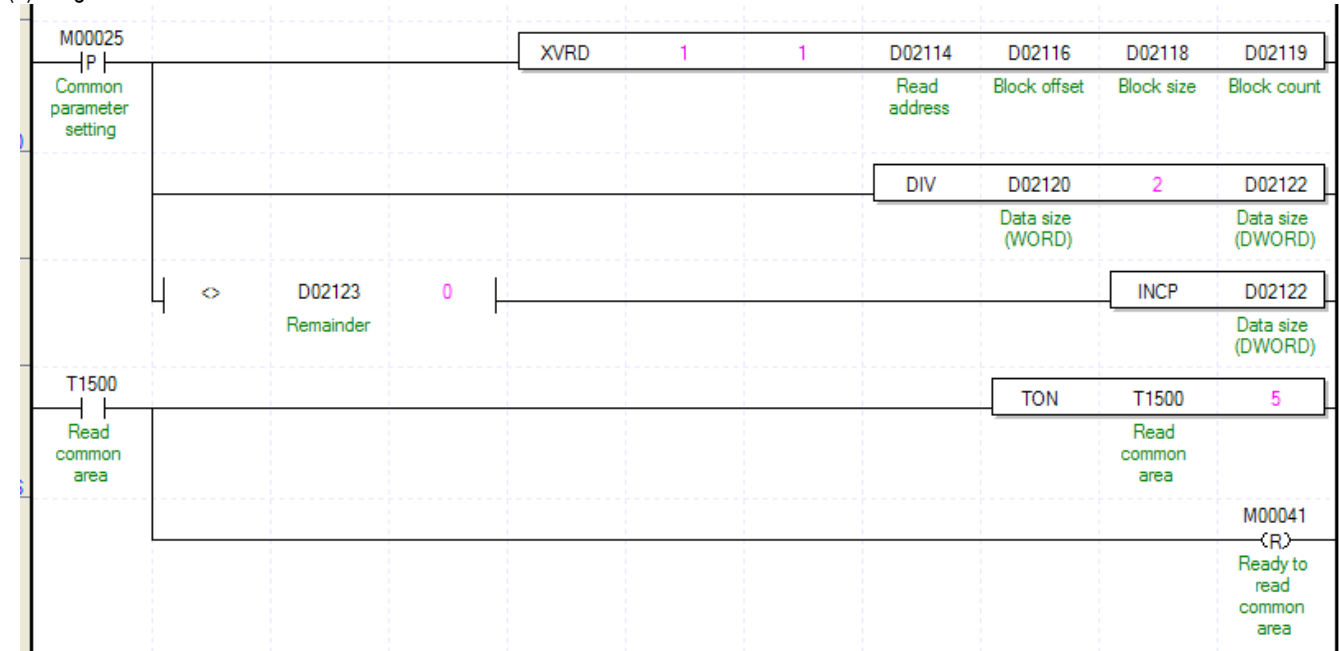 M00025
P
XVRD 1 1 D02114 D02116 D02118 D02119
Common
parameter
setting
Read
address
Block offset
Block size
Block count
DIV D02120 2 D02122
Data size
(WORD)
Data size
(DWORD)
<> D02123 0
Remainder
INCP D02122
Data size
(DWORD)
T1500
Read
common
area
TON T1500 5
Read
common
area
M00041
(R)
Ready to
read
common
area